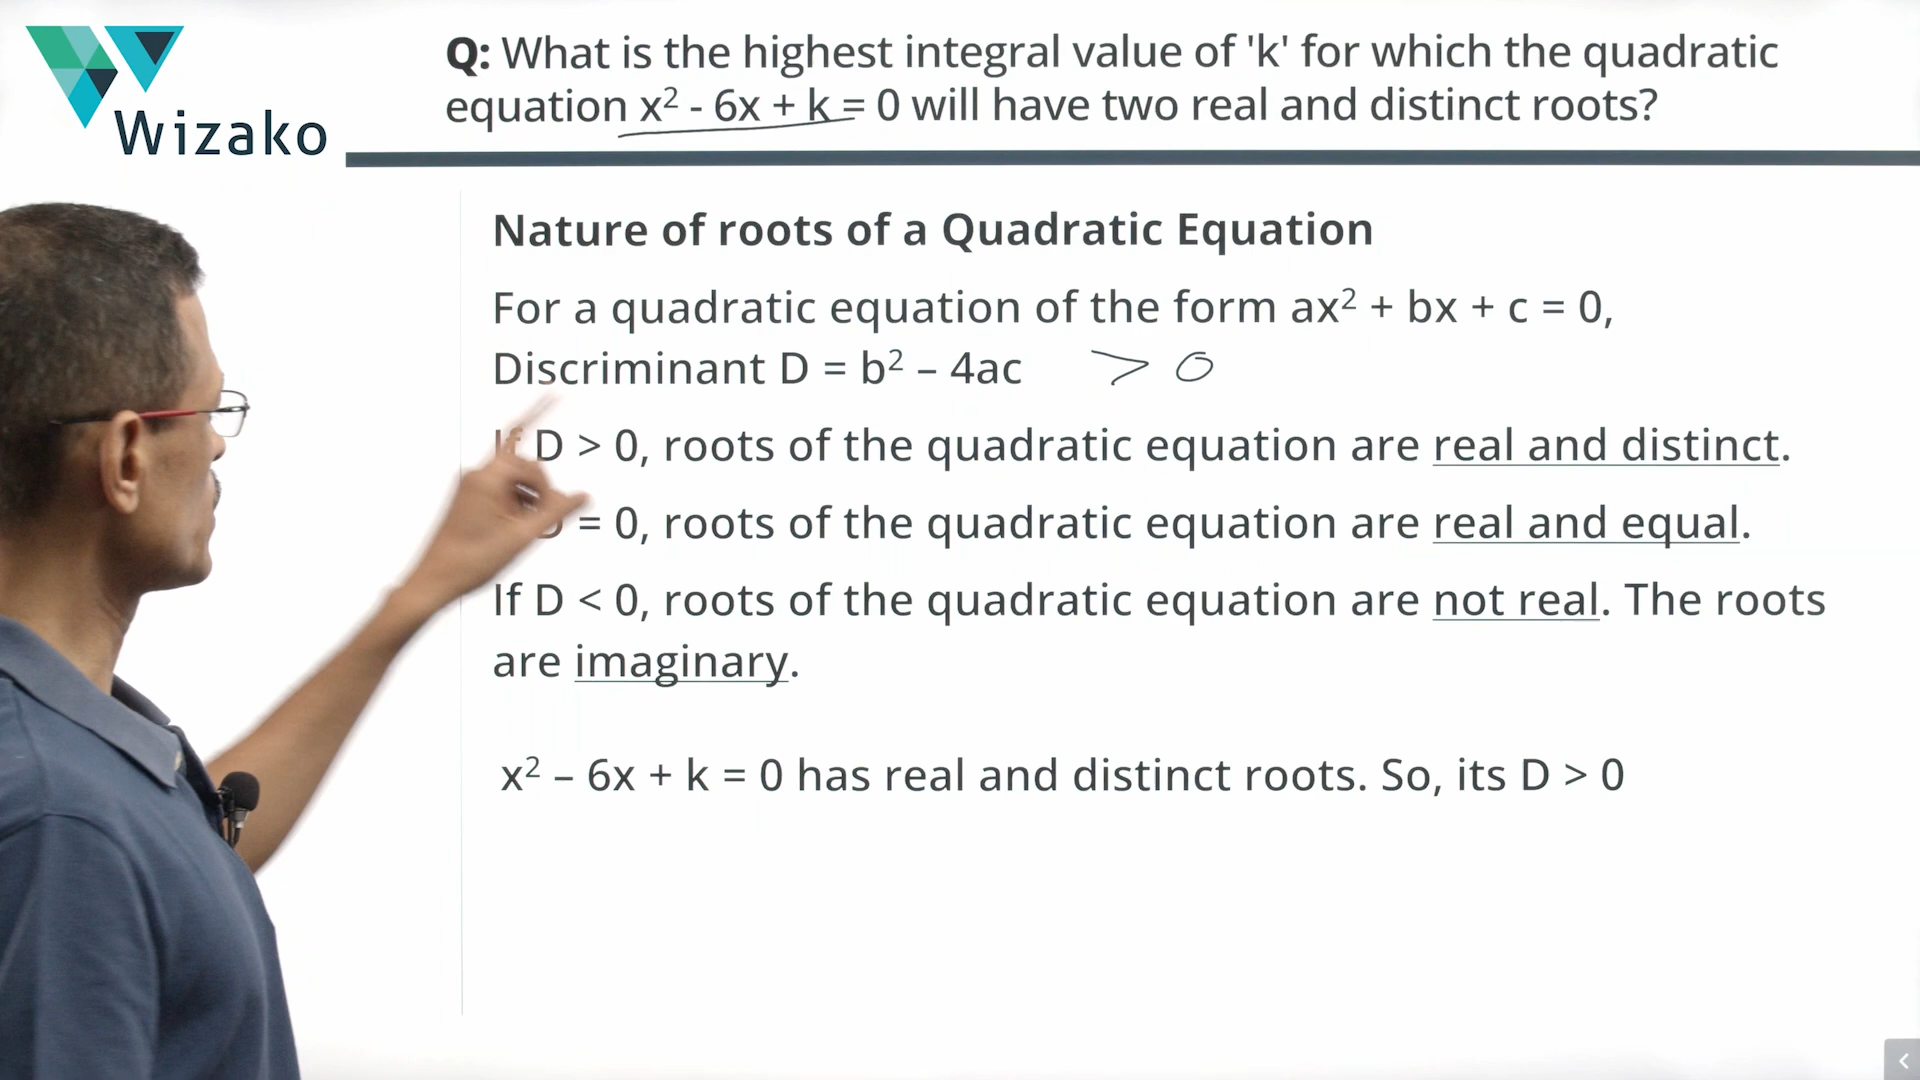 Wizako
Q: What is the highest integral value of 'k' for which the quadratic
equation x² - 6x + k = 0 will have two real and distinct roots?
Nature of roots of a Quadratic Equation
For a quadratic equation of the form ax² + bx + c = 0,
Discriminant D = b² – 4ac > 0
If D > 0, roots of the quadratic equation are real and distinct.
D = 0, roots of the quadratic equation are real and equal.
If D < 0, roots of the quadratic equation are not real. The roots
are imaginary.
x² – 6x + k = 0 has real and distinct roots. So, its D > 0